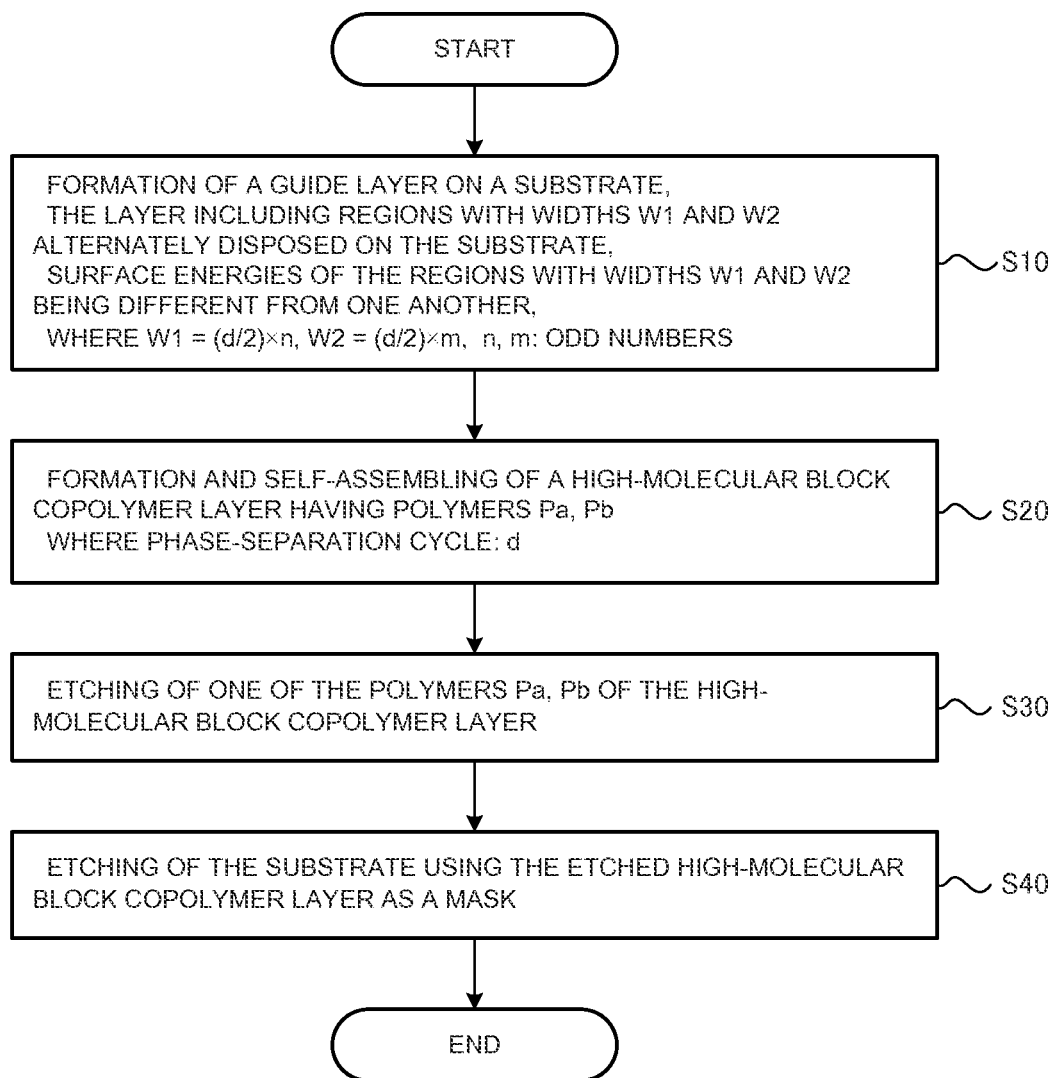 START
FORMATION OF A GUIDE LAYER ON A SUBSTRATE,
THE LAYER INCLUDING REGIONS WITH WIDTHS W1 AND W2
ALTERNATELY DISPOSED ON THE SUBSTRATE,
SURFACE ENERGIES OF THE REGIONS WITH WIDTHS W1 AND W2
BEING DIFFERENT FROM ONE ANOTHER,
WHERE W1 = (d/2)×n, W2 = (d/2)×m, n, m: ODD NUMBERS
S10
FORMATION AND SELF-ASSEMBLING OF A HIGH-MOLECULAR BLOCK
COPOLYMER LAYER HAVING POLYMERS Pa, Pb
WHERE PHASE-SEPARATION CYCLE: d
S20
ETCHING OF ONE OF THE POLYMERS Pa, Pb OF THE HIGH-
MOLECULAR BLOCK COPOLYMER LAYER
S30
ETCHING OF THE SUBSTRATE USING THE ETCHED HIGH-MOLECULAR
BLOCK COPOLYMER LAYER AS A MASK
S40
END